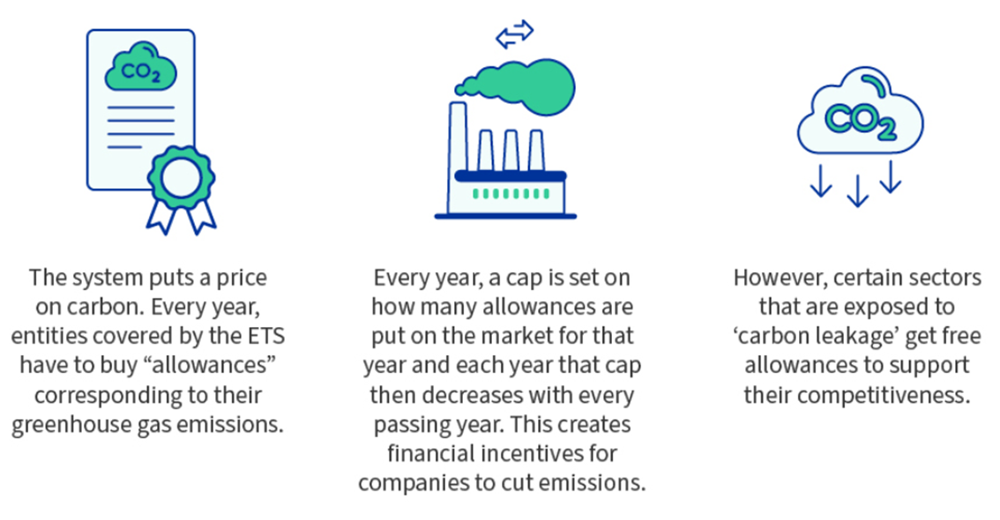 CO2
The system puts a price
on carbon. Every year,
entities covered by the ETS
have to buy “allowances”
corresponding to their
greenhouse gas emissions.
Every year, a cap is set on
how many allowances are
put on the market for that
year and each year that cap
then decreases with every
passing year. This creates
financial incentives for
companies to cut emissions.
CO2
However, certain sectors
that are exposed to
‘carbon leakage’ get free
allowances to support
their competitiveness.